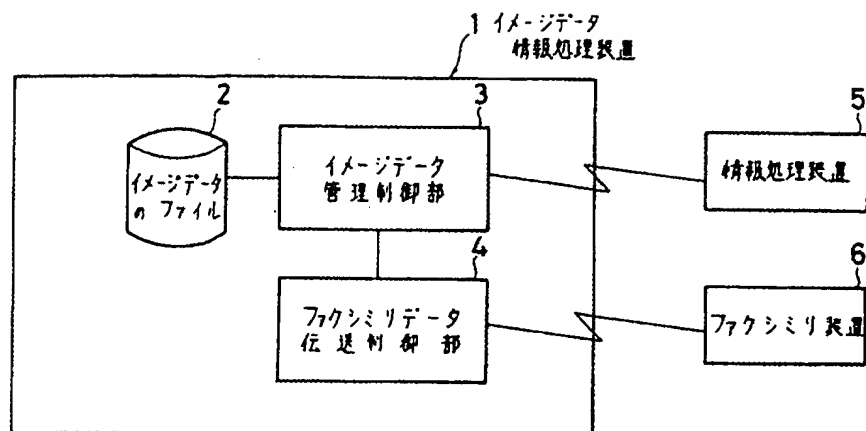 1 イメージデータ
情報処理装置
2
イメージデータ
のファイル
3
イメージデータ
管理制御部
4
ファクシミリデータ
伝送制御部
5
情報処理装置
6
ファクシミリ装置